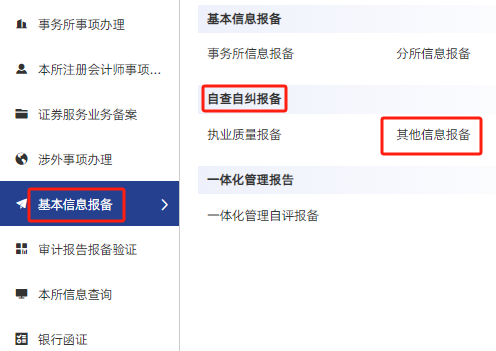 事务所事项办理
本所注册会计师事项...
证券服务业务备案
涉外事项办理
基本信息报备
审计报告报备验证
本所信息查询
银行函证
基本信息报备
事务所信息报备 分所信息报备
自查自纠报备
执业质量报备 其他信息报备
一体化管理报告
一体化管理自评报备